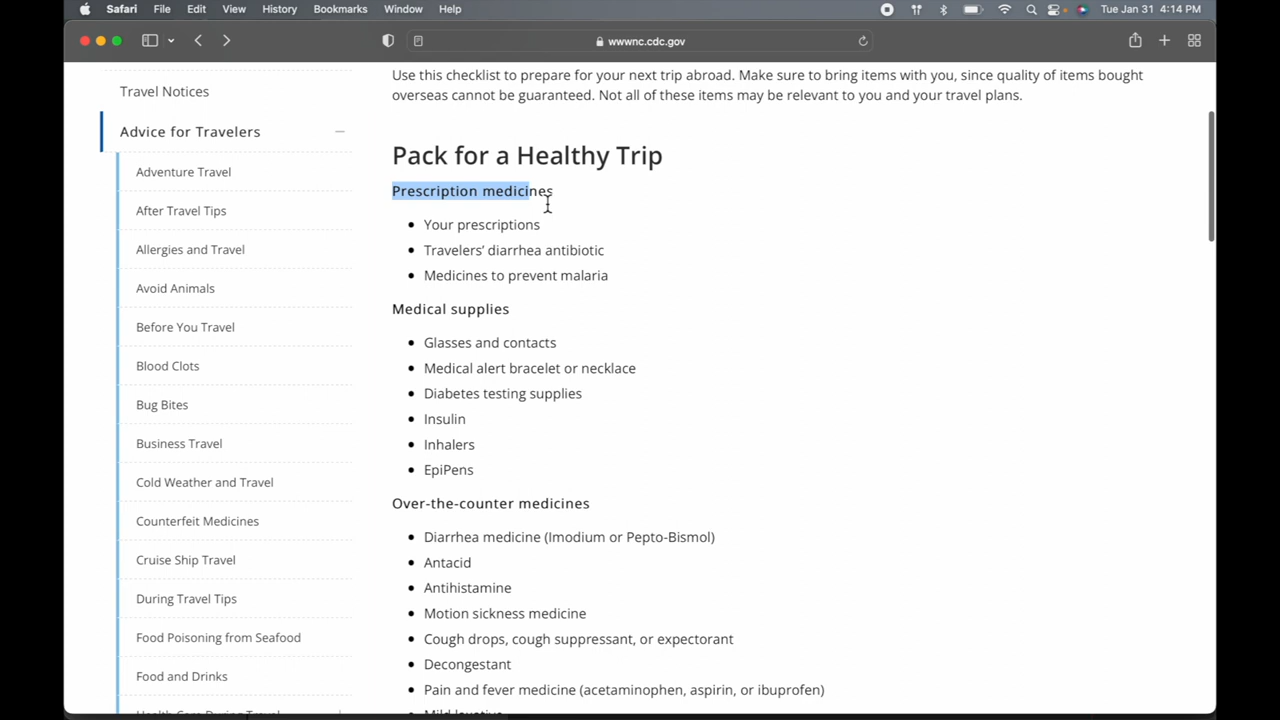 Safari File Edit View History Bookmarks Window Help Tue Jan 31 4:14 PM
wwwnc.cdc.gov
Travel Notices
Advice for Travelers
Adventure Travel
After Travel Tips
Allergies and Travel
Avoid Animals
Before You Travel
Blood Clots
Bug Bites
Business Travel
Cold Weather and Travel
Counterfeit Medicines
Cruise Ship Travel
During Travel Tips
Food Poisoning from Seafood
Food and Drinks
Health Care During Travel
Use this checklist to prepare for your next trip abroad. Make sure to bring items with you, since quality of items bought
overseas cannot be guaranteed. Not all of these items may be relevant to you and your travel plans.
Pack for a Healthy Trip
Prescription medicines
Your prescriptions
Travelers' diarrhea antibiotic
Medicines to prevent malaria
Medical supplies
Glasses and contacts
Medical alert bracelet or necklace
Diabetes testing supplies
Insulin
Inhalers
EpiPens
Over-the-counter medicines
Diarrhea medicine (Imodium or Pepto-Bismol)
Antacid
Antihistamine
Motion sickness medicine
Cough drops, cough suppressant, or expectorant
Decongestant
Pain and fever medicine (acetaminophen, aspirin, or ibuprofen)
Mild laxative